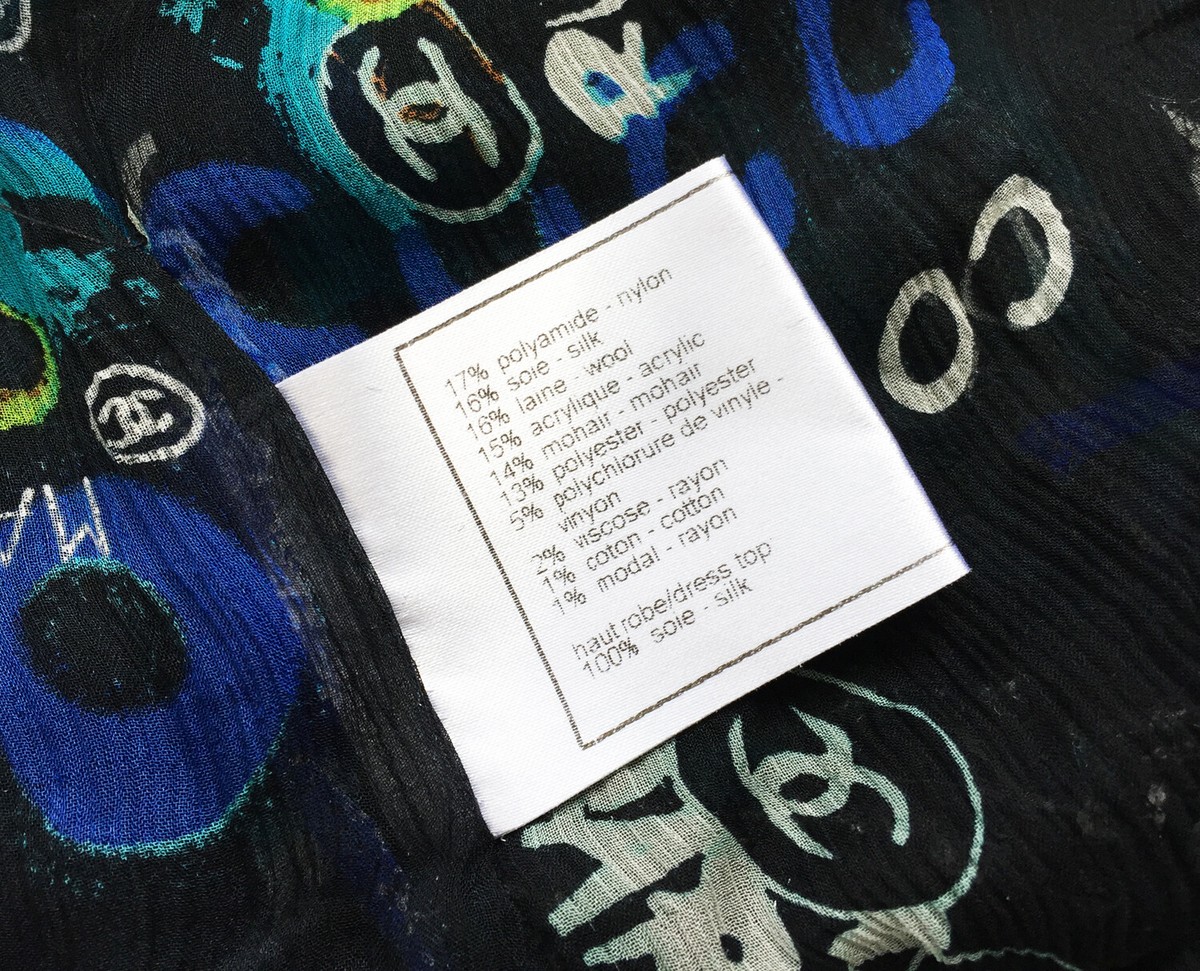 17% polyamide - nylon
16% soie - silk
16% laine - wool
15% acrylique - acrylic
14% mohair - mohair
13% polyester - polyester
5% polychlorure de vinyle -
vinyon
2% viscose - rayon
1% coton - cotton
1% modal - rayon
haut robe/dress top
100% soie - silk